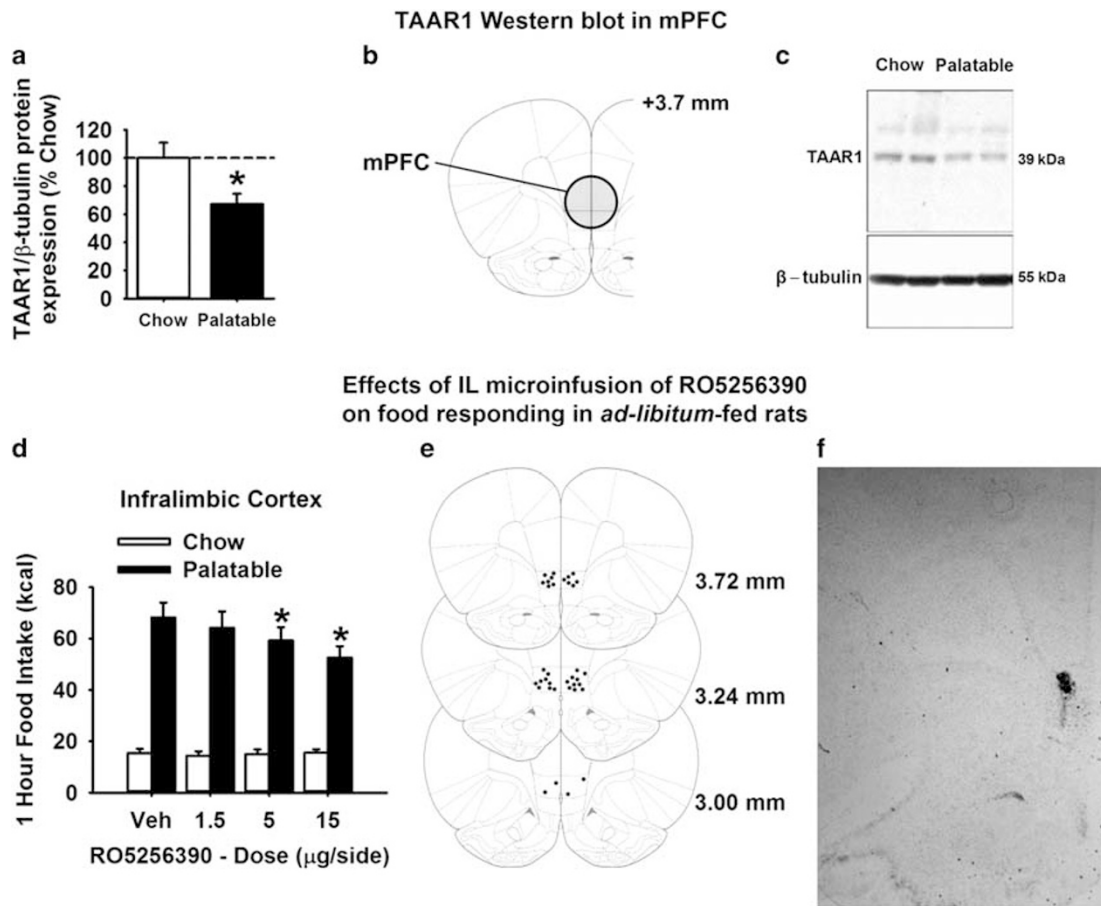 TAAR1 Western blot in mPFC
a
TAAR1/β-tubulin protein
expression (% Chow)
120
100
80
60
40
20
0
*
Chow Palatable
b
+3.7 mm
mPFC
c
Chow Palatable
TAAR1
39 kDa
β – tubulin
55 kDa
Effects of IL microinfusion of RO5256390
on food responding in ad-libitum-fed rats
d
Infralimbic Cortex
Chow
Palatable
1 Hour Food Intake (kcal)
80
60
40
20
0
*
*
Veh 1.5 5 15
RO5256390 - Dose (μg/side)
e
3.72 mm
3.24 mm
3.00 mm
f